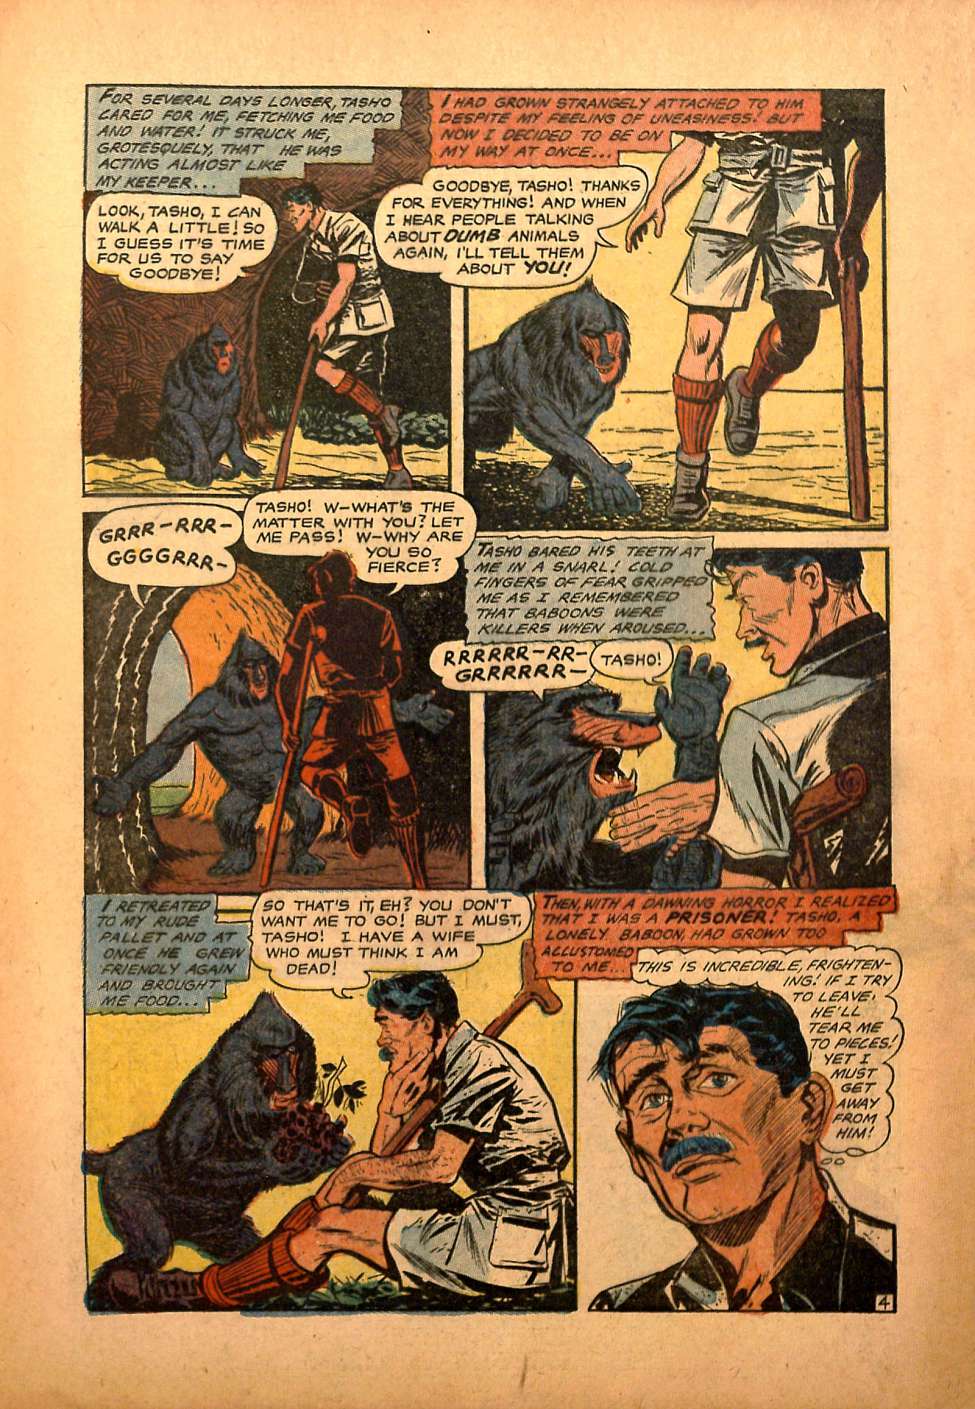 FOR SEVERAL DAYS LONGER, TASHO
CARED FOR ME, FETCHING ME FOOD
AND WATER! IT STRUCK ME,
GROTESQUELY, THAT HE WAS
ACTING ALMOST LIKE
MY KEEPER...
LOOK, TASHO, I CAN
WALK A LITTLE! SO
I GUESS IT'S TIME
FOR US TO SAY
GOODBYE!
I HAD GROWN STRANGELY ATTACHED TO HIM
DESPITE MY FEELING OF UNEASINESS! BUT
NOW I DECIDED TO BE ON
MY WAY AT ONCE...
GOODBYE, TASHO! THANKS
FOR EVERYTHING! AND WHEN
I HEAR PEOPLE TALKING
ABOUT DUMB ANIMALS
AGAIN, I'LL TELL THEM
ABOUT YOU!
GRRR-RRR-
GGGGRRR-
TASHO! W-WHAT'S THE
MATTER WITH YOU? LET
ME PASS! W-WHY ARE
YOU SO
FIERCE?
TASHO BARED HIS TEETH AT
ME IN A SNARL! COLD
FINGERS OF FEAR GRIPPED
ME AS I REMEMBERED
THAT BABOONS WERE
KILLERS WHEN AROUSED...
RRRRRR-RR-
GRRRRRR-
TASHO!
I RETREATED
TO MY RUDE
PALLET AND AT
ONCE HE GREW
FRIENDLY AGAIN
AND BROUGHT
ME FOOD...
SO THAT'S IT, EH? YOU DON'T
WANT ME TO GO! BUT I MUST,
TASHO! I HAVE A WIFE
WHO MUST THINK I AM
DEAD!
THEN, WITH A DAWNING HORROR I REALIZED
THAT I WAS A PRISONER! TASHO, A
LONELY BABOON, HAD GROWN TOO
ACCUSTOMED
TO ME...
THIS IS INCREDIBLE, FRIGHTEN-
ING! IF I TRY
TO LEAVE,
HE'LL
TEAR ME
TO PIECES!
YET I
MUST
GET
AWAY
FROM
HIM!
4